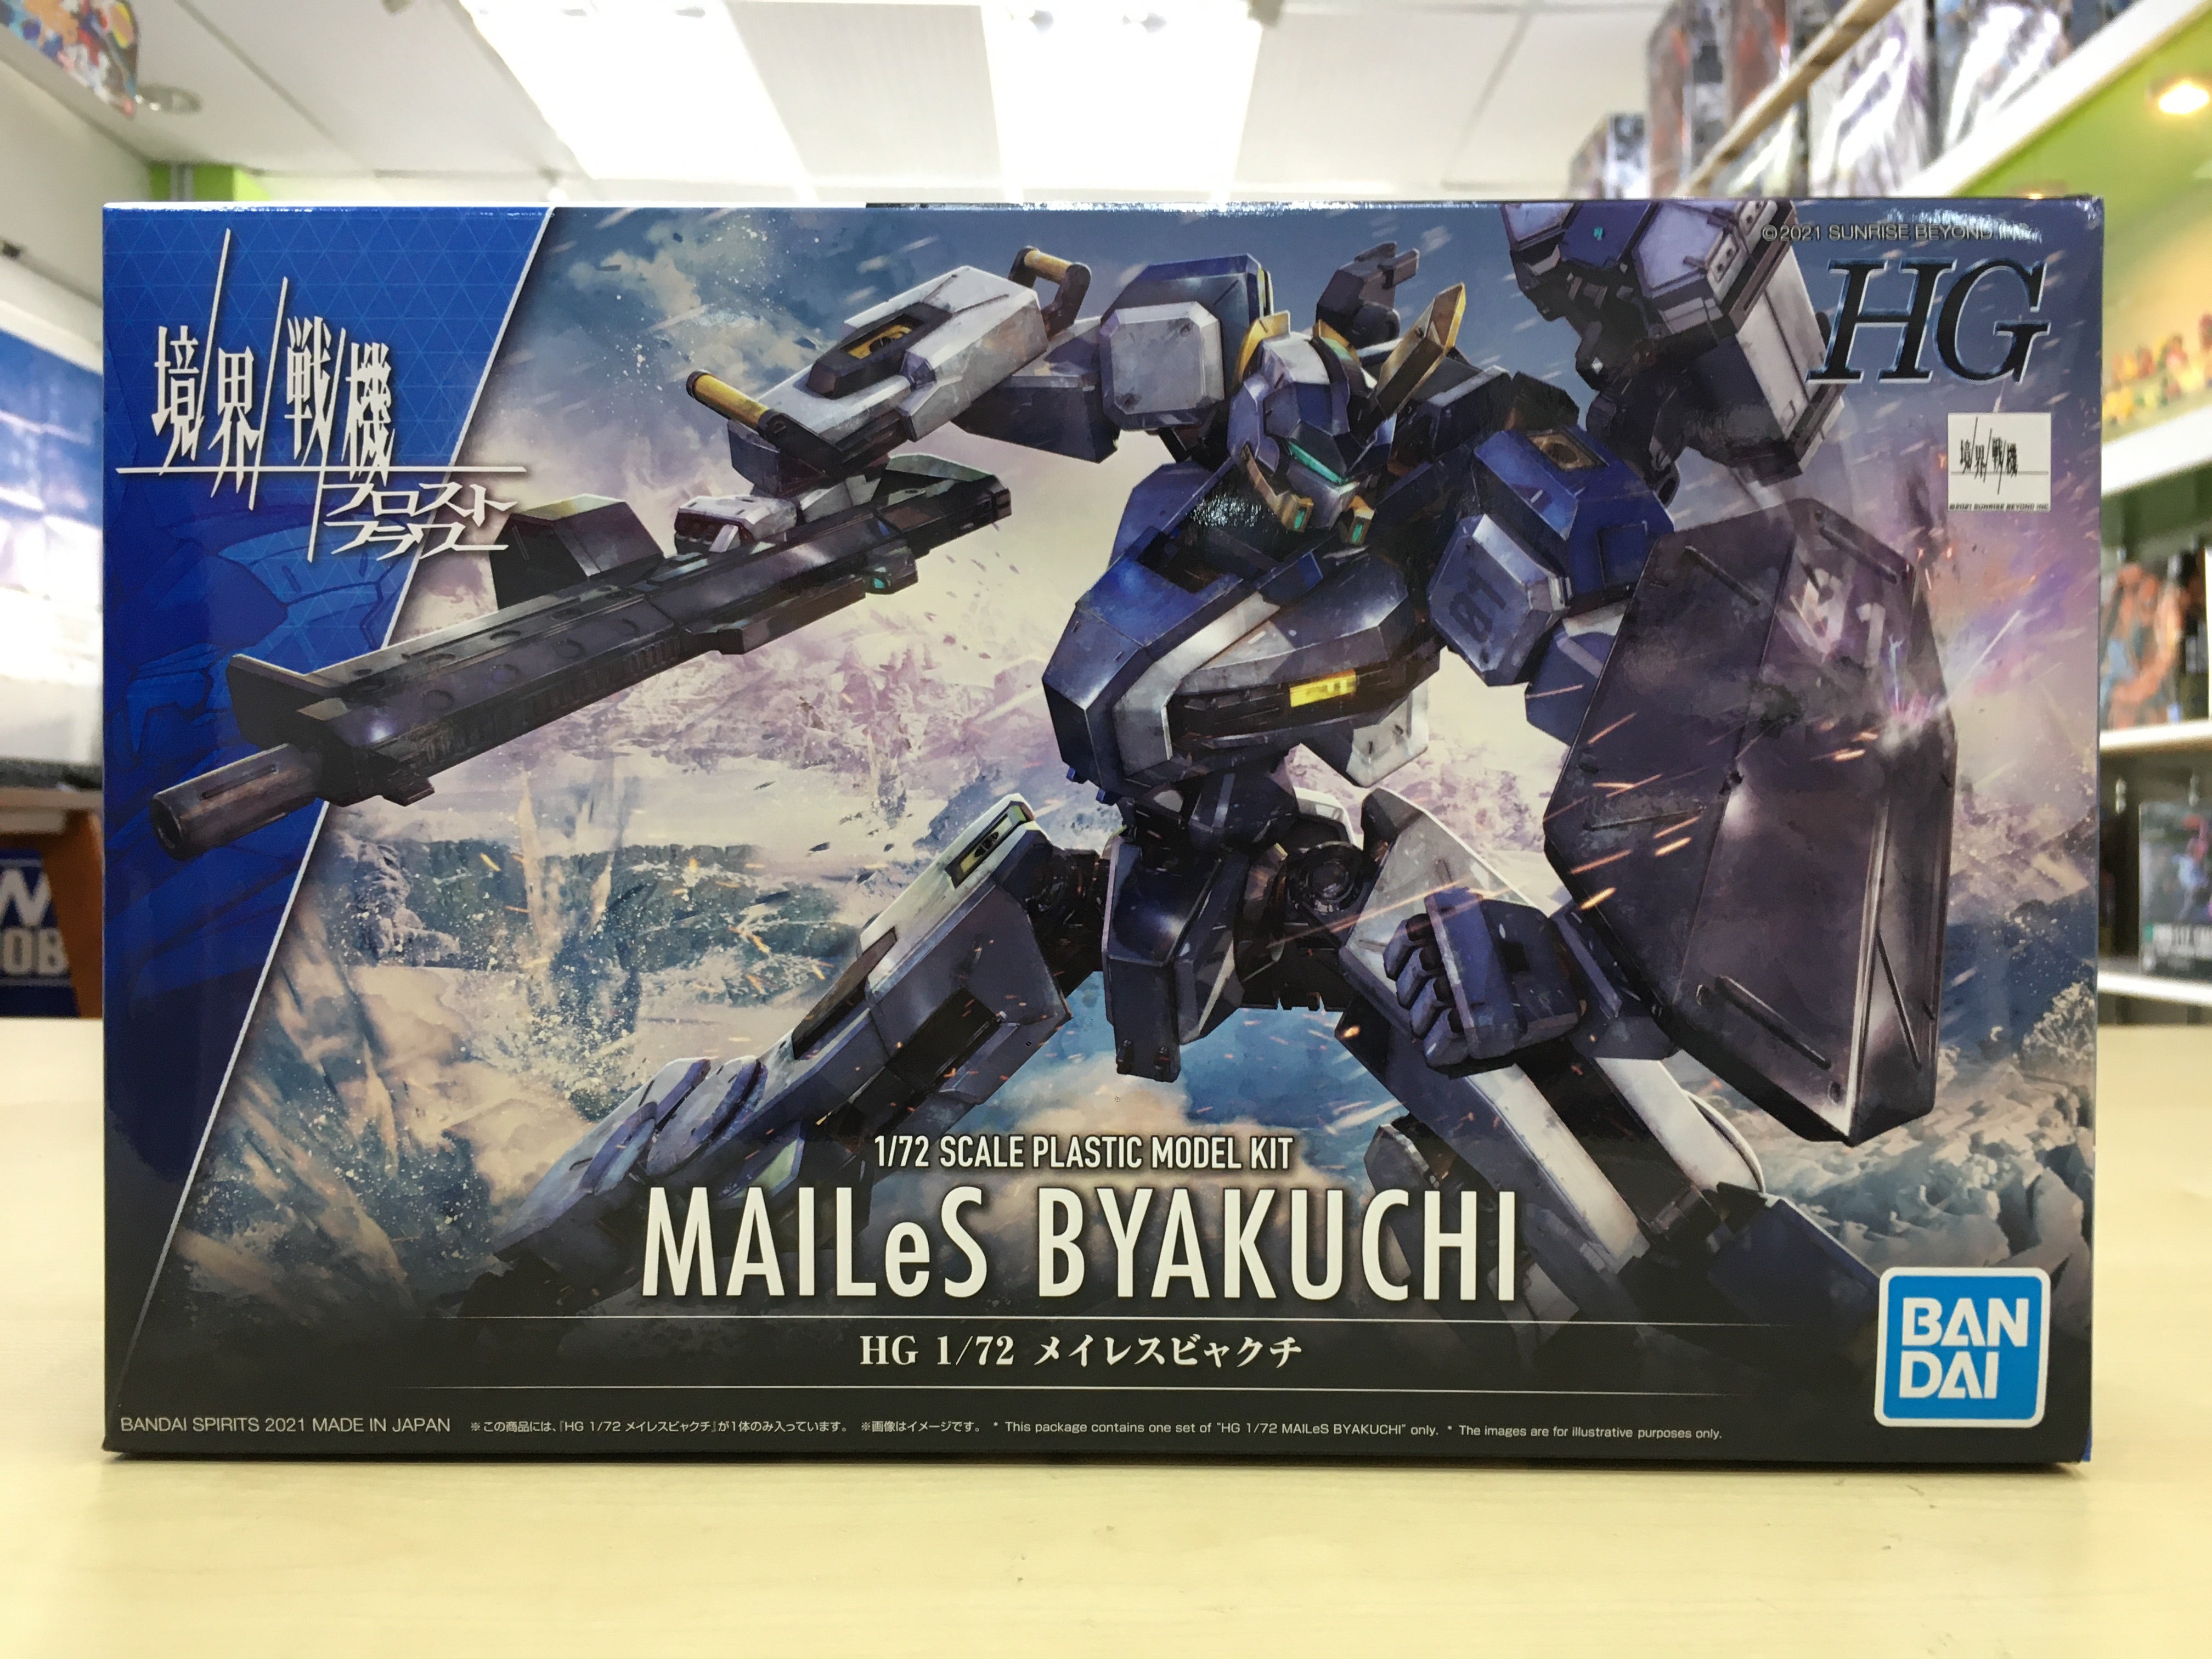 ©2021 SUNRISE BEYOND INC.
HG
境界戦機
フロスト
フラワー
境界戦機
©2021 SUNRISE BEYOND INC.
81
1/72 SCALE PLASTIC MODEL KIT
MAILeS BYAKUCHI
HG 1/72 メイレスビャクチ
BAN
DAI
BANDAI SPIRITS 2021 MADE IN JAPAN ※この商品には、『HG 1/72 メイレスビャクチ』が1体のみ入っています。 ※画像はイメージです。 * This package contains one set of "HG 1/72 MAILeS BYAKUCHI" only. * The images are for illustrative purposes only.